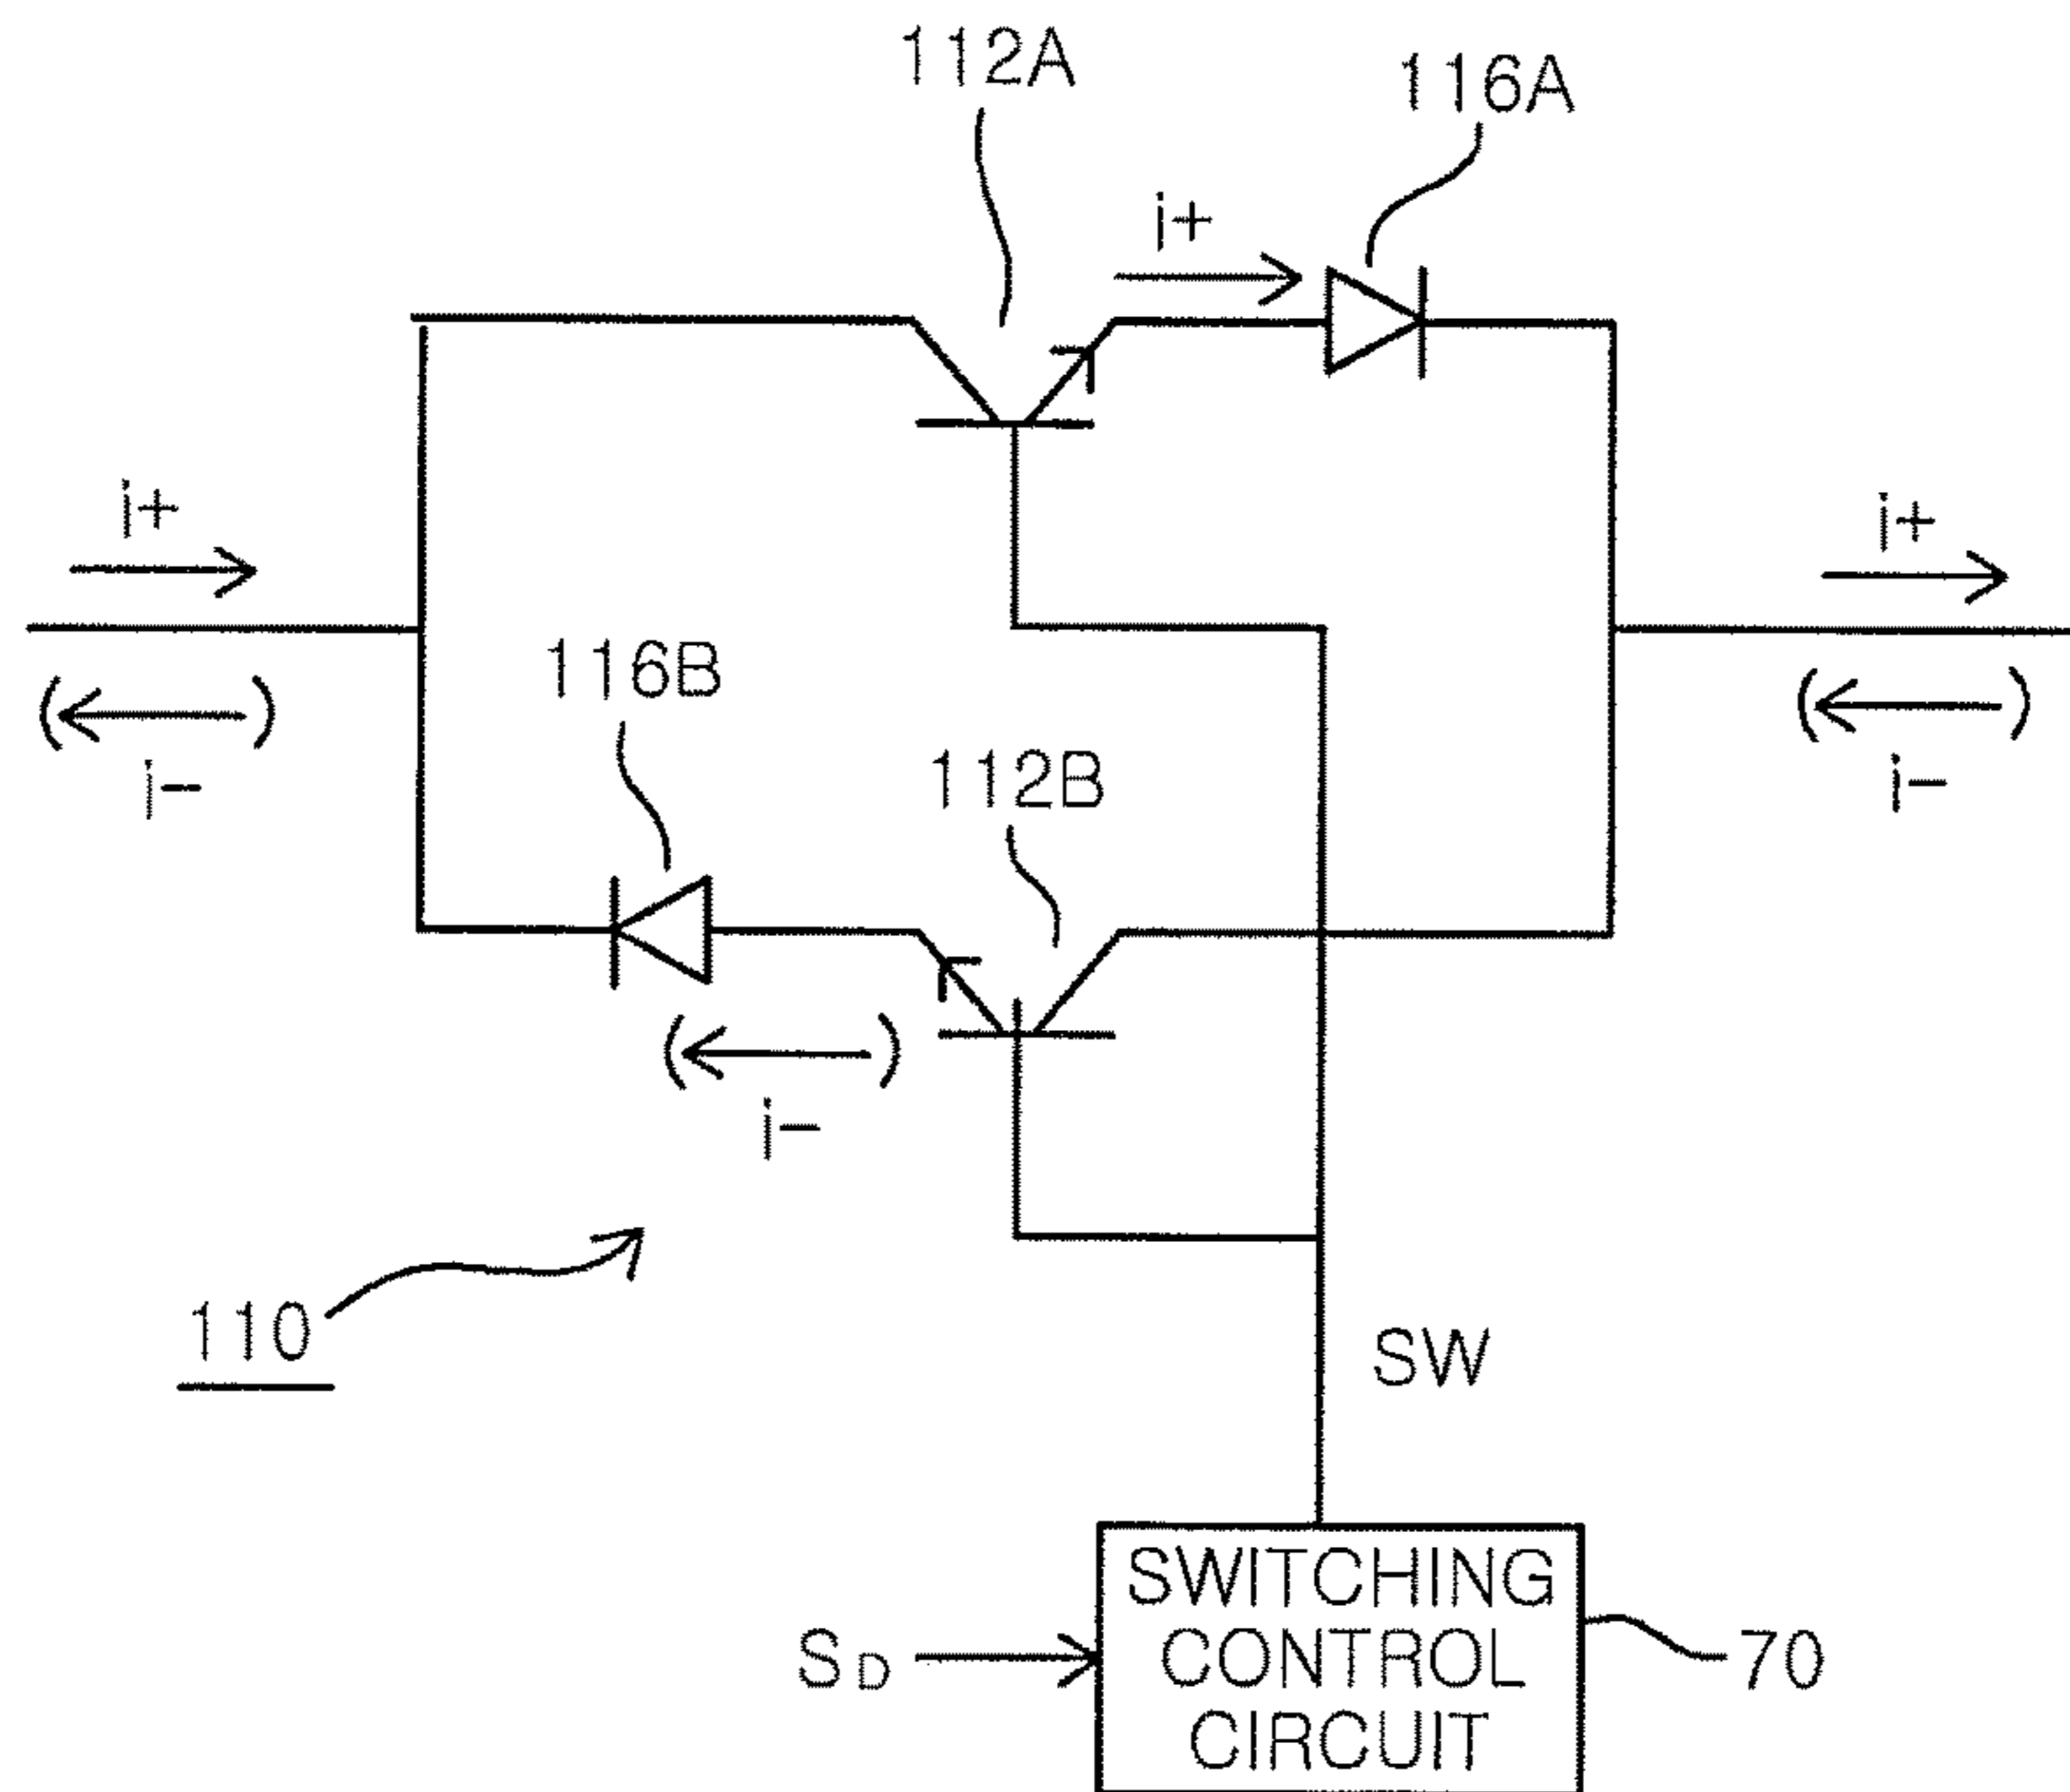 112A
116A
i+
i+
i+
116B
112B
i-
i-
i-
110
SW
SWITCHING
CONTROL
CIRCUIT
SD
70